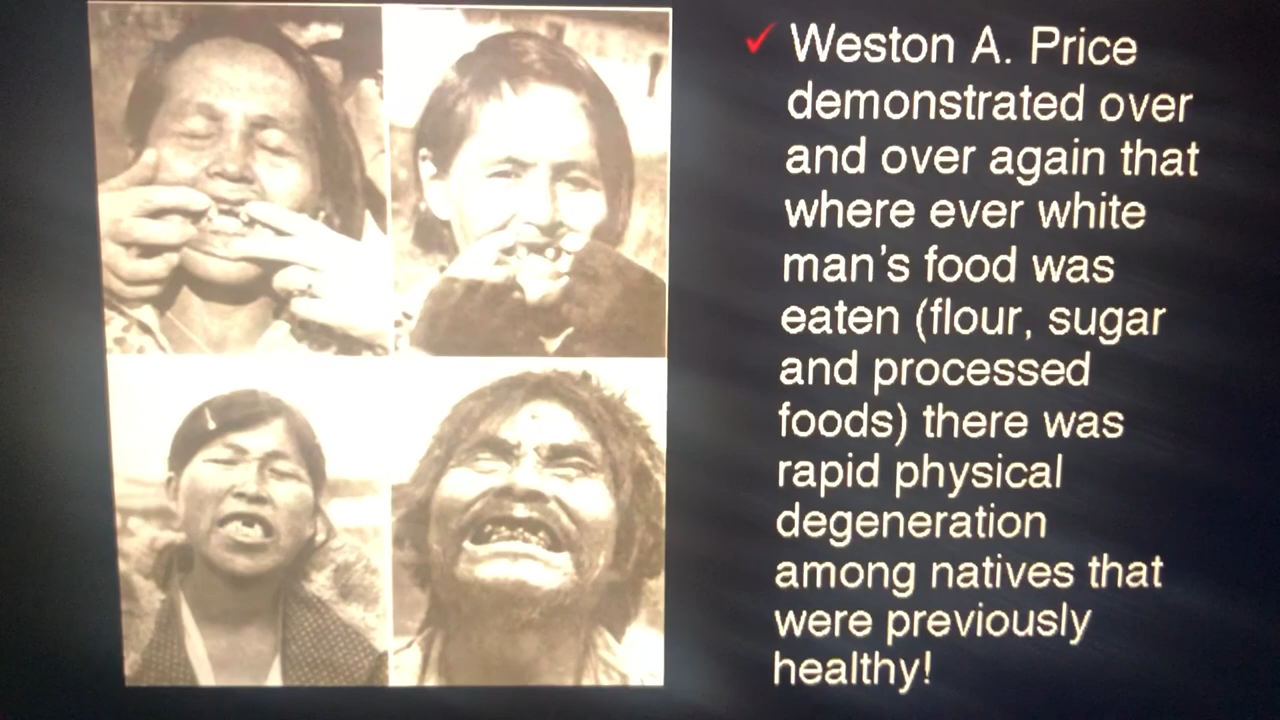 ✓ Weston A. Price
demonstrated over
and over again that
where ever white
man's food was
eaten (flour, sugar
and processed
foods) there was
rapid physical
degeneration
among natives that
were previously
healthy!